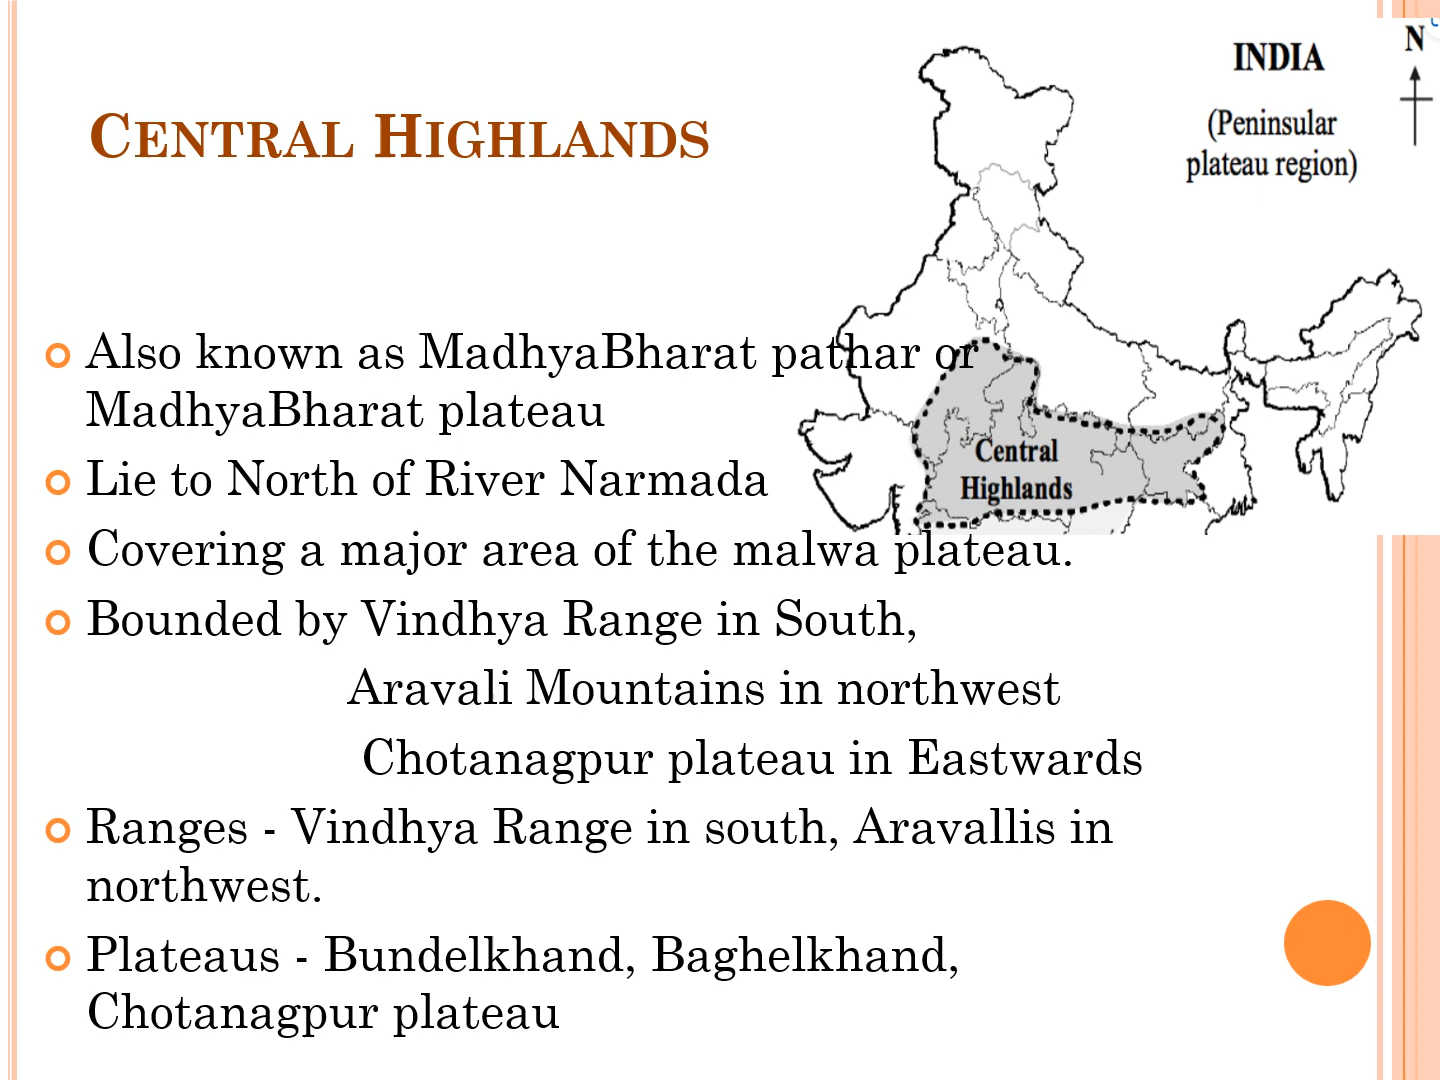 CENTRAL HIGHLANDS
INDIA
(Peninsular
plateau region)
N
Central
Highlands
Also known as MadhyaBharat pathar or
MadhyaBharat plateau
Lie to North of River Narmada
Covering a major area of the malwa plateau.
Bounded by Vindhya Range in South,
Aravali Mountains in northwest
Chotanagpur plateau in Eastwards
Ranges - Vindhya Range in south, Aravallis in
northwest.
Plateaus - Bundelkhand, Baghelkhand,
Chotanagpur plateau